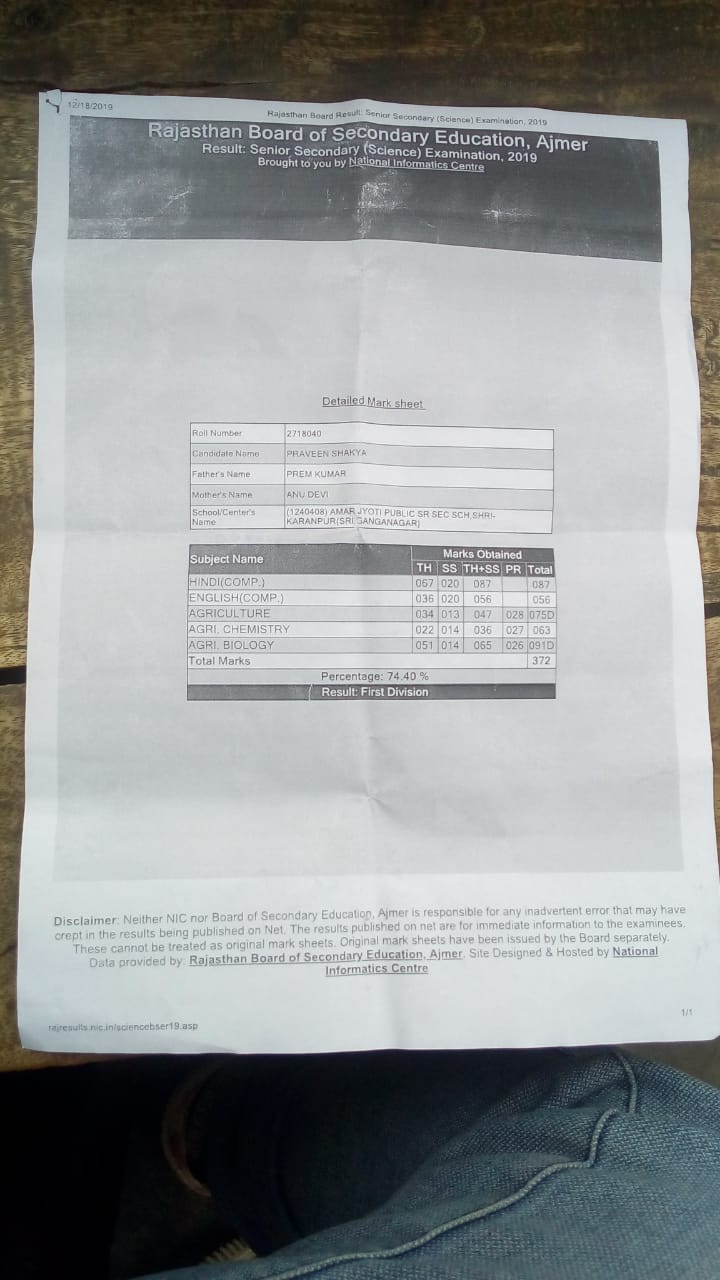 12/18/2019
Rajasthan Board Result: Senior Secondary (Science) Examination, 2019
Rajasthan Board of Secondary Education, Ajmer
Result: Senior Secondary (Science) Examination, 2019
Brought to you by National Informatics Centre
Detailed Mark sheet
Roll Number 2718040
Candidate Name PRAVEEN SHAKYA
Father's Name PREM KUMAR
Mother's Name ANU DEVI
School/Center's Name (1240408) AMAR JYOTI PUBLIC SR SEC SCH,SHRI-
KARANPUR(SRI GANGANAGAR)
Subject Name Marks Obtained
TH SS TH+SS PR Total
HINDI(COMP.) 067 020 087 087
ENGLISH(COMP.) 036 020 056 056
AGRICULTURE 034 013 047 028 075D
AGRI. CHEMISTRY 022 014 036 027 063
AGRI. BIOLOGY 051 014 065 026 091D
Total Marks 372
Percentage: 74.40 %
Result: First Division
Disclaimer: Neither NIC nor Board of Secondary Education, Ajmer is responsible for any inadvertent error that may have
crept in the results being published on Net. The results published on net are for immediate information to the examinees.
These cannot be treated as original mark sheets. Original mark sheets have been issued by the Board separately.
Data provided by: Rajasthan Board of Secondary Education, Ajmer, Site Designed & Hosted by National
Informatics Centre
rajresults.nic.in/sciencebser19.asp
1/1